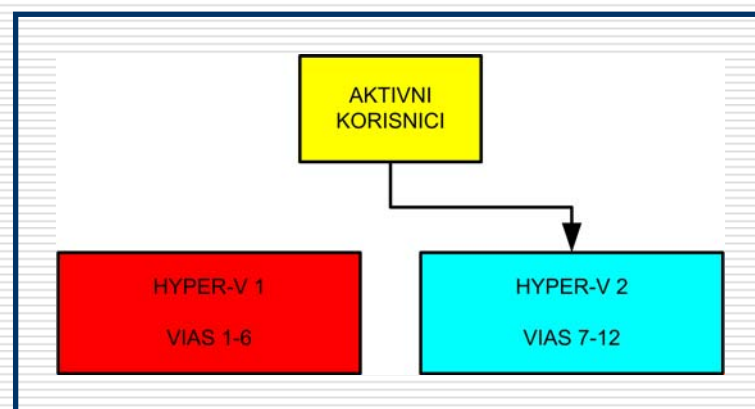 AKTIVNI
KORISNICI
HYPER-V 1
VIAS 1-6
HYPER-V 2
VIAS 7-12